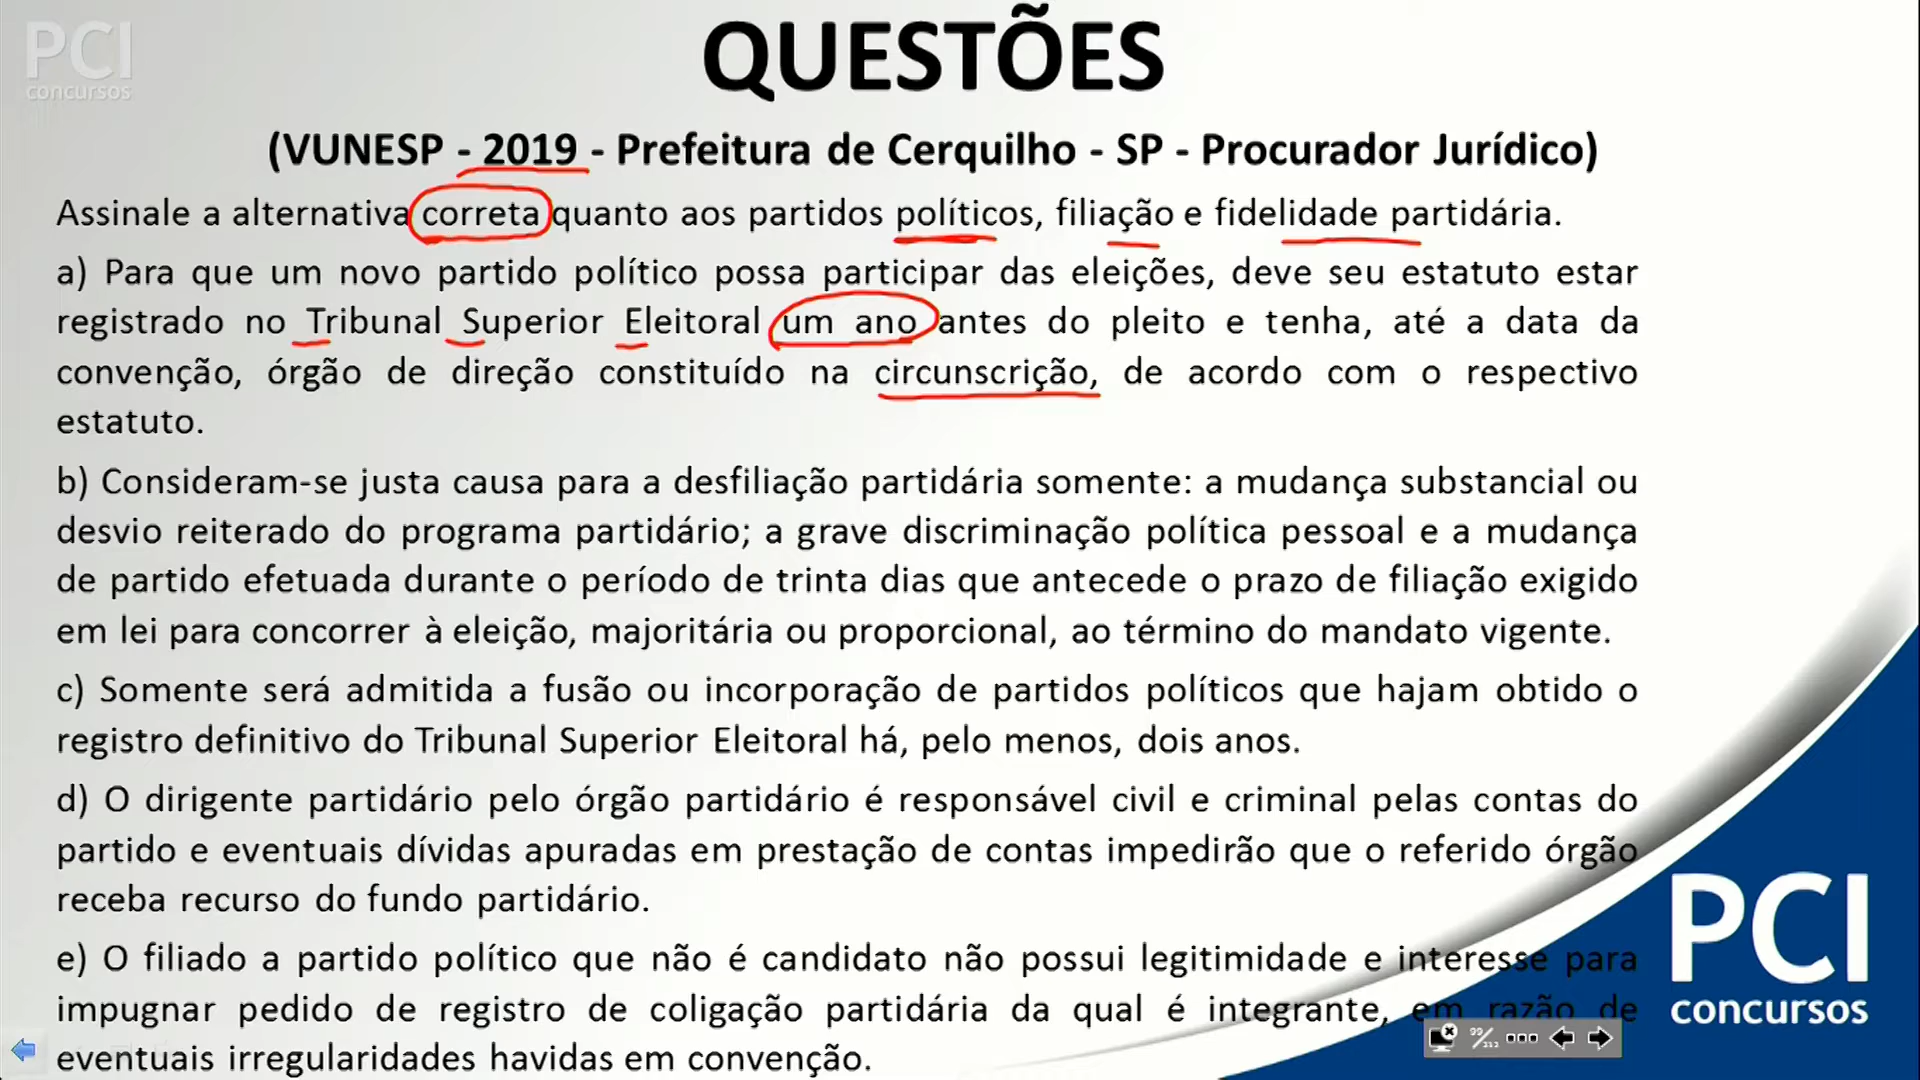 PCI
concursos
QUESTÕES
(VUNESP - 2019 - Prefeitura de Cerquilho - SP - Procurador Jurídico)
Assinale a alternativa correta quanto aos partidos políticos, filiação e fidelidade partidária.
a) Para que um novo partido político possa participar das eleições, deve seu estatuto estar
registrado no Tribunal Superior Eleitoral um ano antes do pleito e tenha, até a data da
convenção, órgão de direção constituído na circunscrição, de acordo com o respectivo
estatuto.
b) Consideram-se justa causa para a desfiliação partidária somente: a mudança substancial ou
desvio reiterado do programa partidário; a grave discriminação política pessoal e a mudança
de partido efetuada durante o período de trinta dias que antecede o prazo de filiação exigido
em lei para concorrer à eleição, majoritária ou proporcional, ao término do mandato vigente.
c) Somente será admitida a fusão ou incorporação de partidos políticos que hajam obtido o
registro definitivo do Tribunal Superior Eleitoral há, pelo menos, dois anos.
d) O dirigente partidário pelo órgão partidário é responsável civil e criminal pelas contas do
partido e eventuais dívidas apuradas em prestação de contas impedirão que o referido órgão
receba recurso do fundo partidário.
e) O filiado a partido político que não é candidato não possui legitimidade e interesse para
impugnar pedido de registro de coligação partidária da qual é integrante, em razão de
eventuais irregularidades havidas em convenção.
PCI
concursos